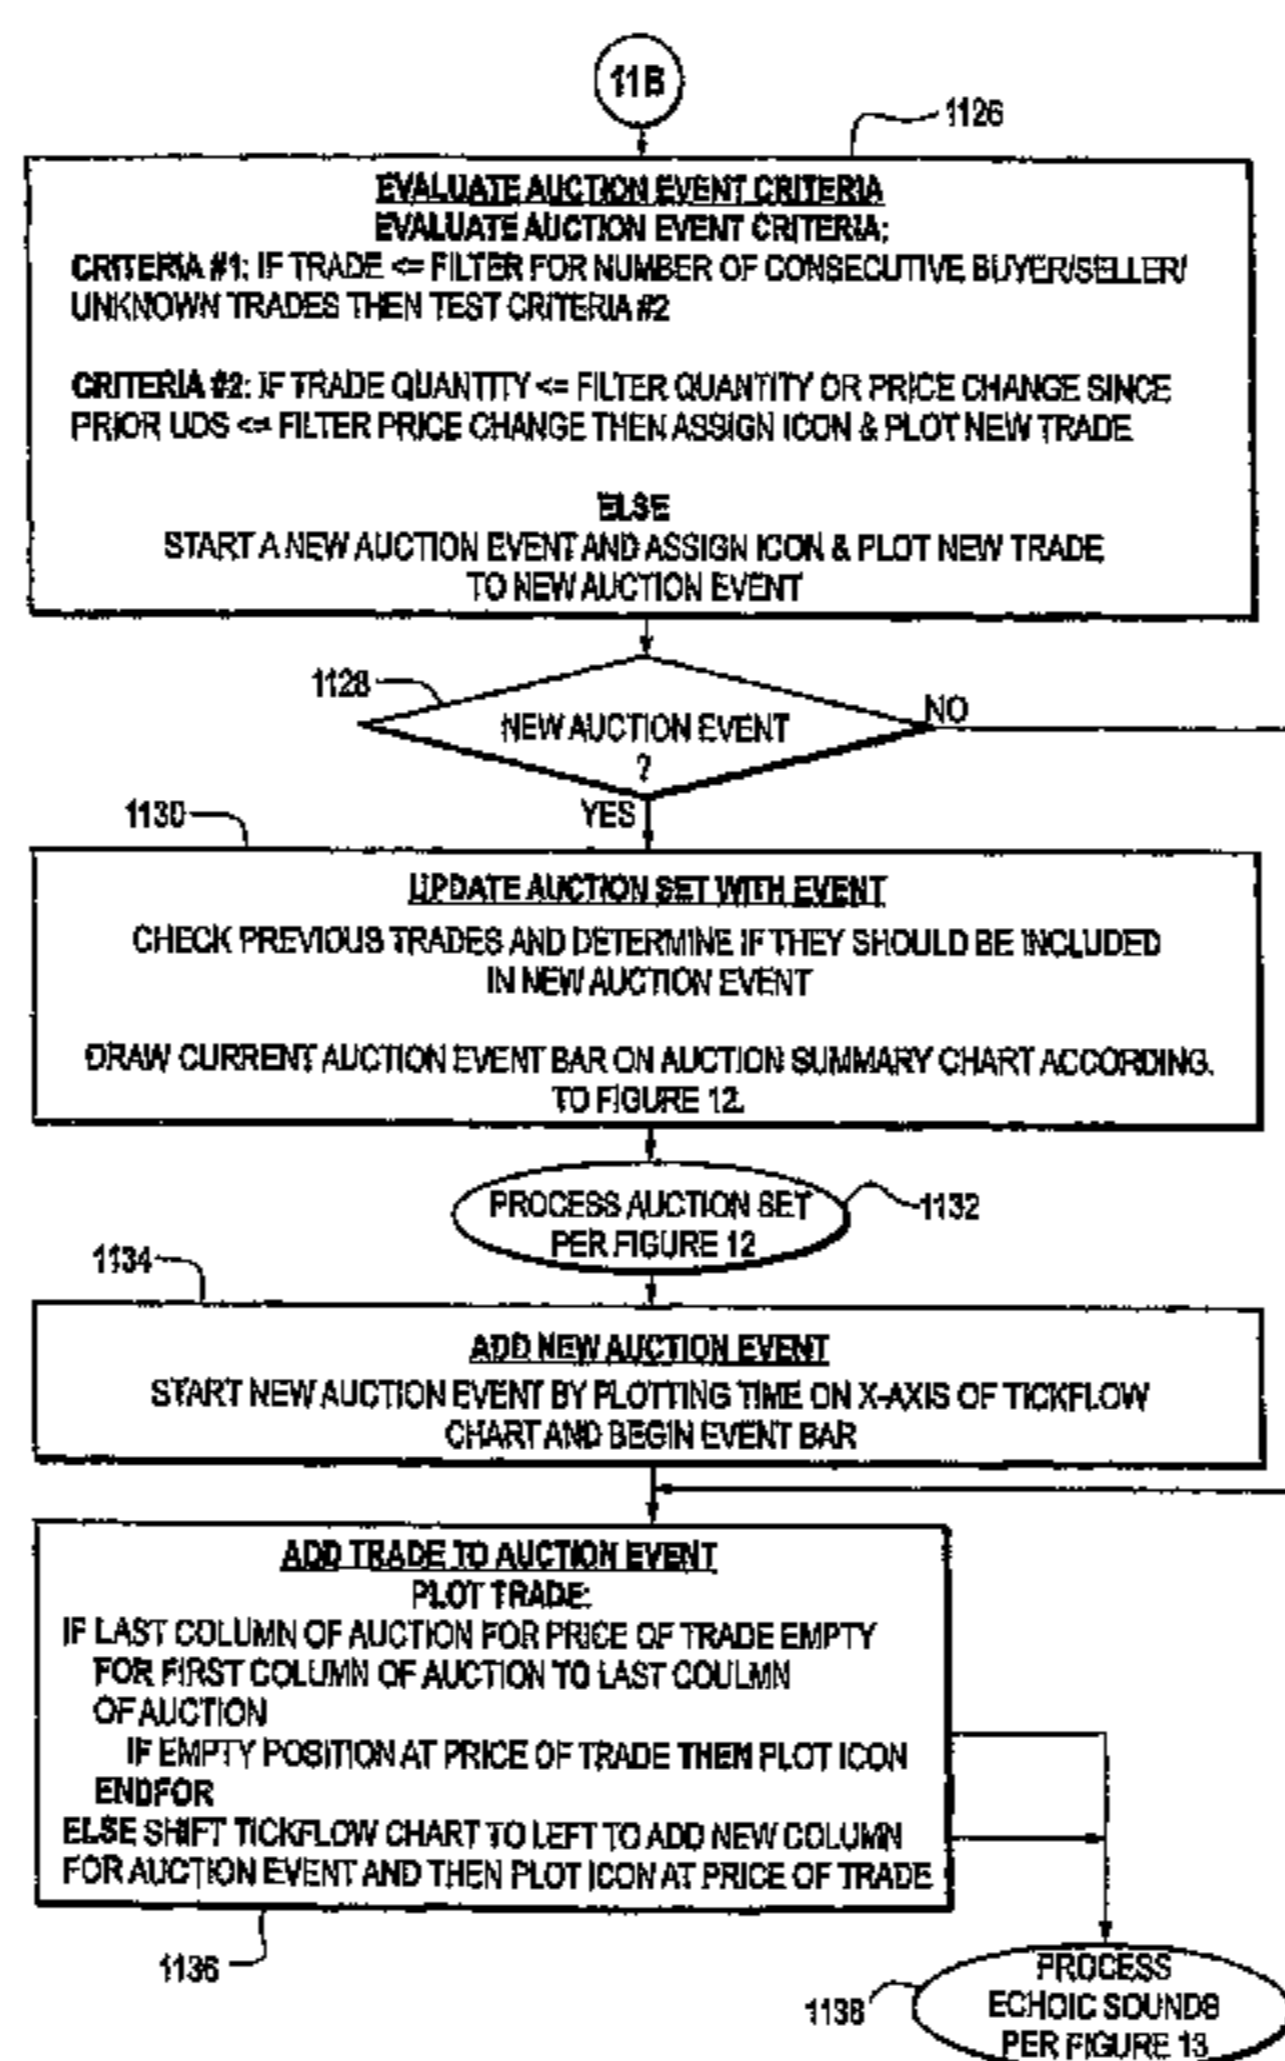 11B
1126
EVALUATE AUCTION EVENT CRITERIA
EVALUATE AUCTION EVENT CRITERIA:
CRITERIA #1: IF TRADE <= FILTER FOR NUMBER OF CONSECUTIVE BUYER/SELLER/
UNKNOWN TRADES THEN TEST CRITERIA #2
CRITERIA #2: IF TRADE QUANTITY <= FILTER QUANTITY OR PRICE CHANGE SINCE
PRIOR UDS <= FILTER PRICE CHANGE THEN ASSIGN ICON & PLOT NEW TRADE
ELSE
START A NEW AUCTION EVENT AND ASSIGN ICON & PLOT NEW TRADE
TO NEW AUCTION EVENT
1128
NEW AUCTION EVENT
?
NO
YES
1130
UPDATE AUCTION SET WITH EVENT
CHECK PREVIOUS TRADES AND DETERMINE IF THEY SHOULD BE INCLUDED
IN NEW AUCTION EVENT
DRAW CURRENT AUCTION EVENT BAR ON AUCTION SUMMARY CHART ACCORDING.
TO FIGURE 12.
PROCESS AUCTION SET
PER FIGURE 12
1132
1134
ADD NEW AUCTION EVENT
START NEW AUCTION EVENT BY PLOTTING TIME ON X-AXIS OF TICKFLOW
CHART AND BEGIN EVENT BAR
ADD TRADE TO AUCTION EVENT
PLOT TRADE:
IF LAST COLUMN OF AUCTION FOR PRICE OF TRADE EMPTY
FOR FIRST COLUMN OF AUCTION TO LAST COULMN
OF AUCTION
IF EMPTY POSITION AT PRICE OF TRADE THEN PLOT ICON
ENDFOR
ELSE SHIFT TICKFLOW CHART TO LEFT TO ADD NEW COLUMN
FOR AUCTION EVENT AND THEN PLOT ICON AT PRICE OF TRADE
1136
1138
PROCESS
ECHOIC SOUNDS
PER FIGURE 13